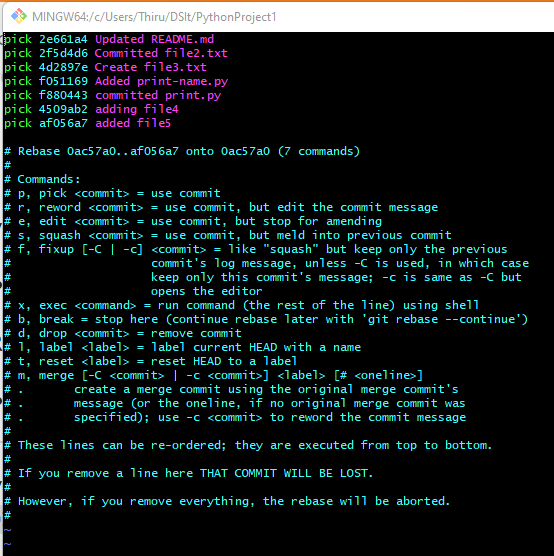 MINGW64:/c/Users/Thiru/DSIt/PythonProject1
pick 2e661a4 Updated README.md
pick 2f5d4d6 Committed file2.txt
pick 4d2897e Create file3.txt
pick f051169 Added print-name.py
pick f880443 committed print.py
pick 4509ab2 adding file4
pick af056a7 added file5

# Rebase 0ac57a0..af056a7 onto 0ac57a0 (7 commands)
#
# Commands:
# p, pick <commit> = use commit
# r, reword <commit> = use commit, but edit the commit message
# e, edit <commit> = use commit, but stop for amending
# s, squash <commit> = use commit, but meld into previous commit
# f, fixup [-C | -c] <commit> = like "squash" but keep only the previous
#                    commit's log message, unless -C is used, in which case
#                    keep only this commit's message; -c is same as -C but
#                    opens the editor
# x, exec <command> = run command (the rest of the line) using shell
# b, break = stop here (continue rebase later with 'git rebase --continue')
# d, drop <commit> = remove commit
# l, label <label> = label current HEAD with a name
# t, reset <label> = reset HEAD to a label
# m, merge [-C <commit> | -c <commit>] <label> [# <oneline>]
# .       create a merge commit using the original merge commit's
# .       message (or the oneline, if no original merge commit was
# .       specified); use -c <commit> to reword the commit message
#
# These lines can be re-ordered; they are executed from top to bottom.
#
# If you remove a line here THAT COMMIT WILL BE LOST.
#
# However, if you remove everything, the rebase will be aborted.
#
~
~